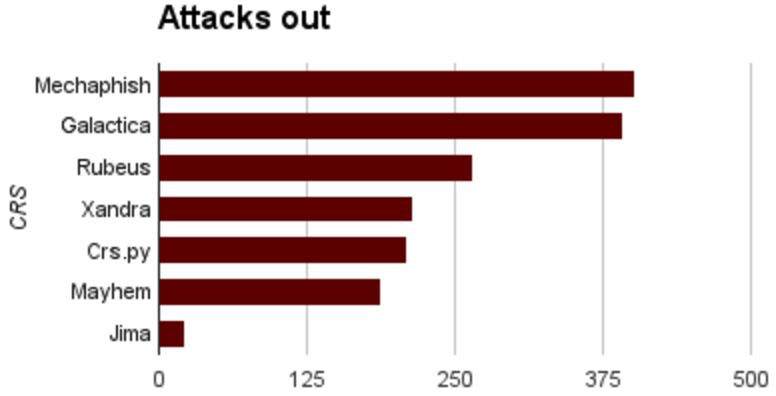 Attacks out
CRS
Mechaphish
Galactica
Rubeus
Xandra
Crs.py
Mayhem
Jima
0 125 250 375 500